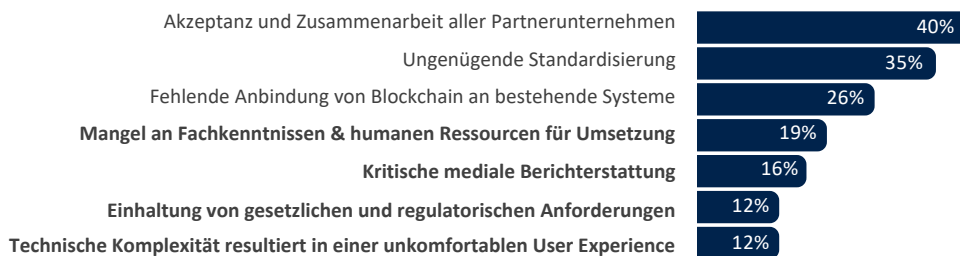 Akzeptanz und Zusammenarbeit aller Partnerunternehmen 40%
Ungenügende Standardisierung 35%
Fehlende Anbindung von Blockchain an bestehende Systeme 26%
Mangel an Fachkenntnissen & humanen Ressourcen für Umsetzung 19%
Kritische mediale Berichterstattung 16%
Einhaltung von gesetzlichen und regulatorischen Anforderungen 12%
Technische Komplexität resultiert in einer unkomfortablen User Experience 12%